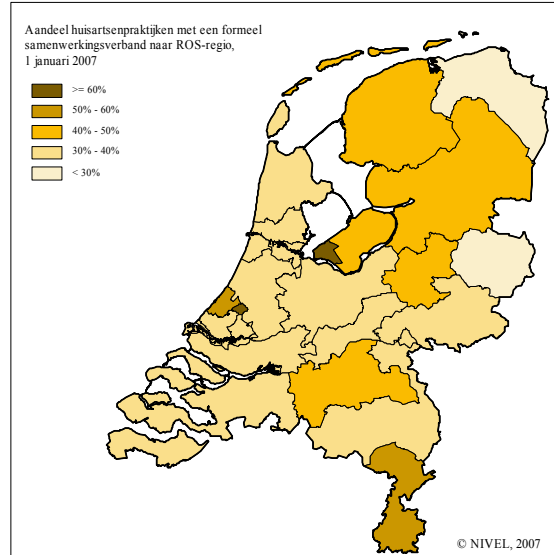 Aandeel huisartsenpraktijken met een formeel
samenwerkingsverband naar ROS-regio,
1 januari 2007
>= 60%
50% - 60%
40% - 50%
30% - 40%
< 30%
© NIVEL, 2007